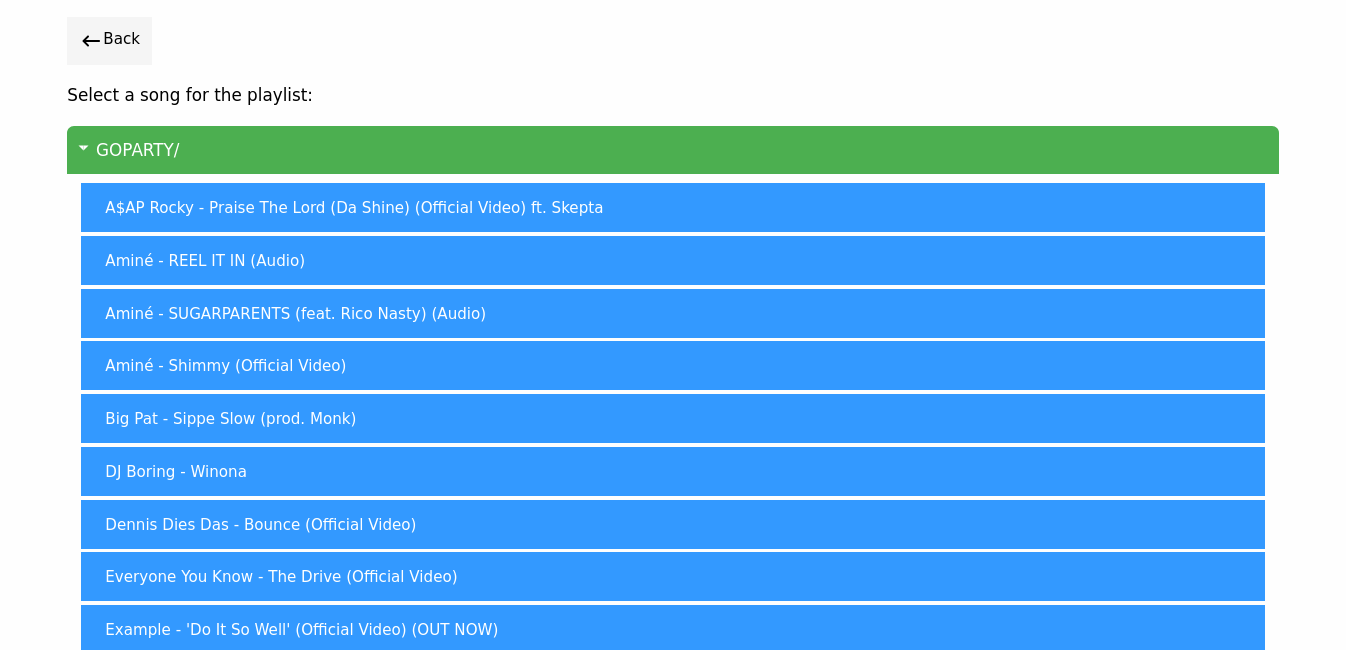 Back
Select a song for the playlist:
GOPARTY/
A$AP Rocky - Praise The Lord (Da Shine) (Official Video) ft. Skepta
Aminé - REEL IT IN (Audio)
Aminé - SUGARPARENTS (feat. Rico Nasty) (Audio)
Aminé - Shimmy (Official Video)
Big Pat - Sippe Slow (prod. Monk)
DJ Boring - Winona
Dennis Dies Das - Bounce (Official Video)
Everyone You Know - The Drive (Official Video)
Example - 'Do It So Well' (Official Video) (OUT NOW)